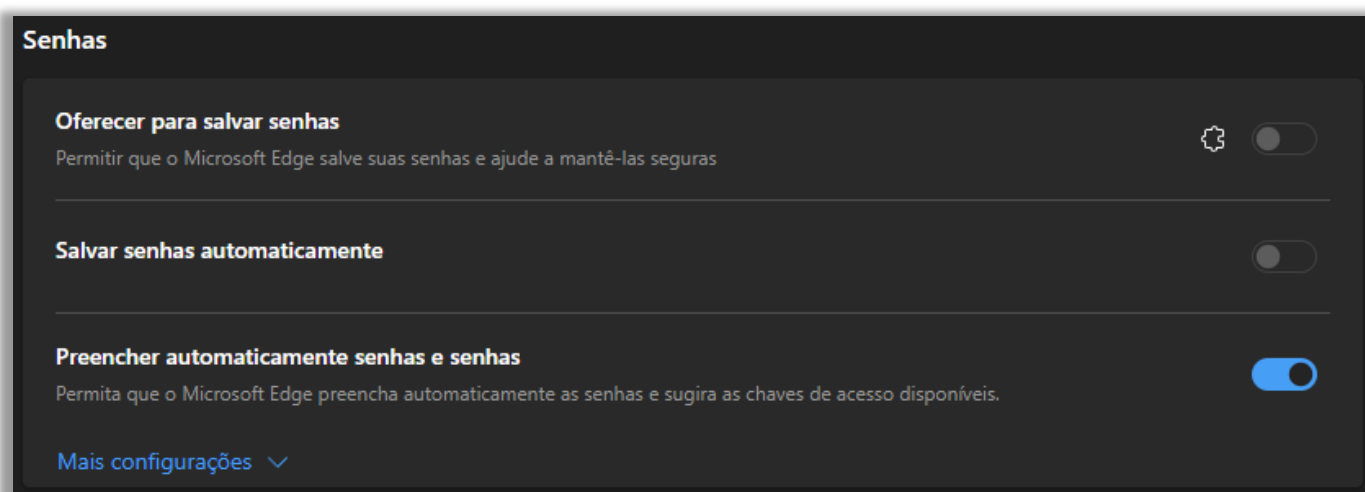 Senhas
Oferecer para salvar senhas
Permitir que o Microsoft Edge salve suas senhas e ajude a mantê-las seguras
Salvar senhas automaticamente
Preencher automaticamente senhas e senhas
Permita que o Microsoft Edge preencha automaticamente as senhas e sugira as chaves de acesso disponíveis.
Mais configurações